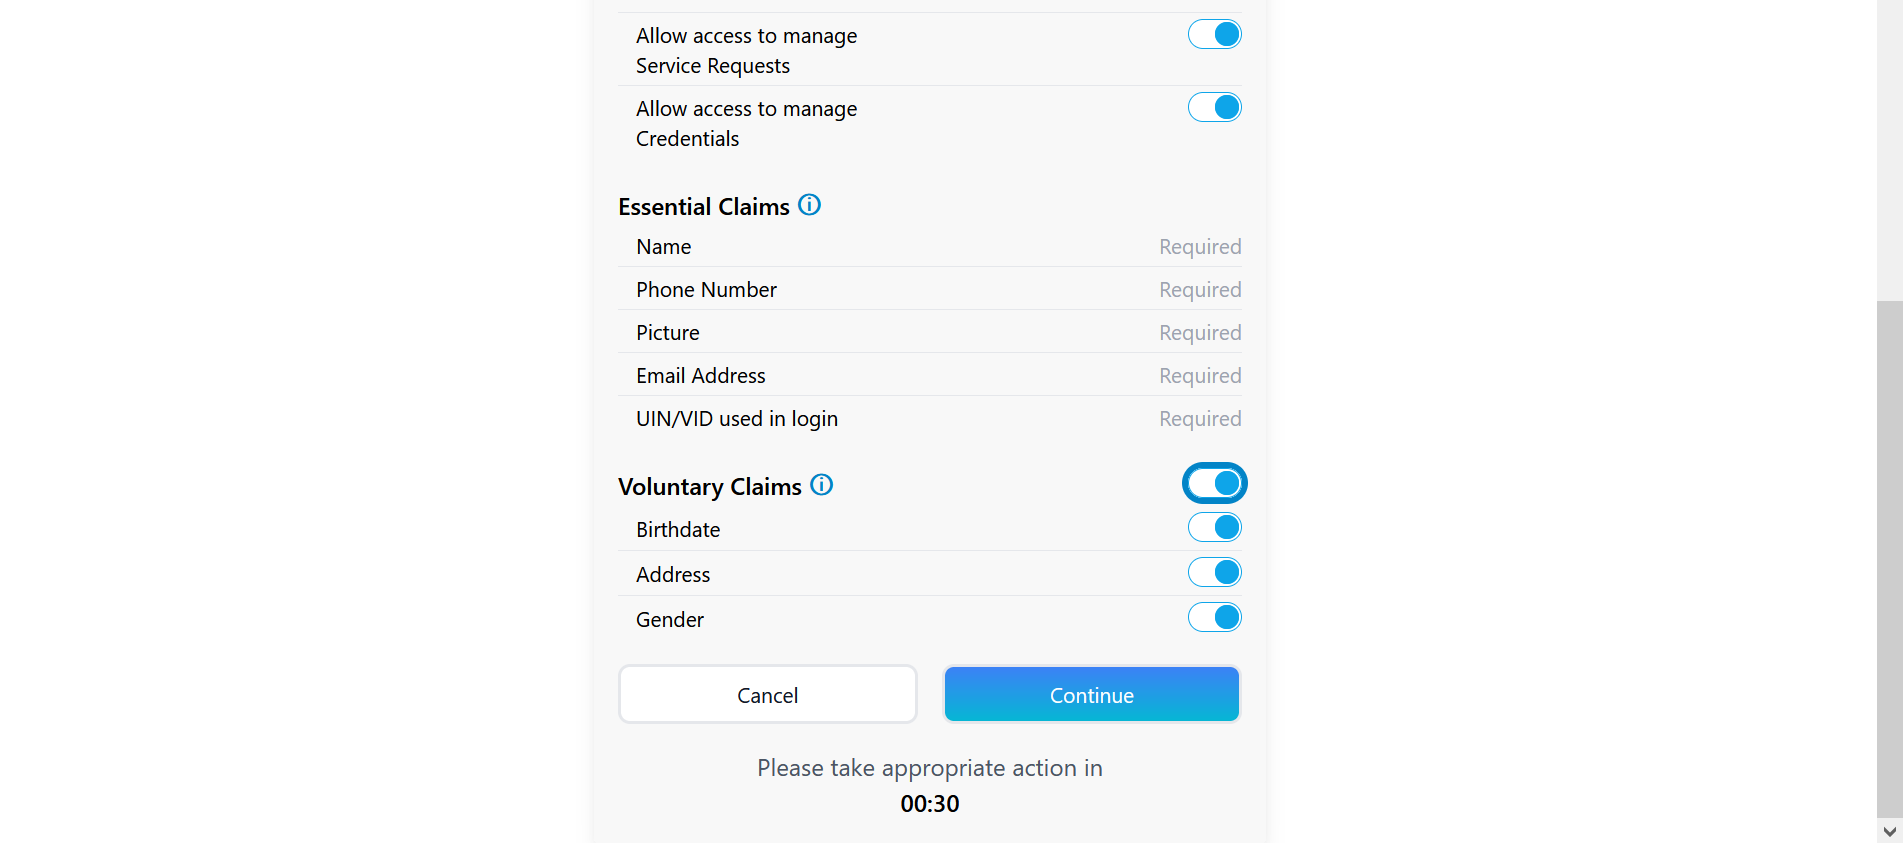 Allow access to manage
Service Requests
Allow access to manage
Credentials
Essential Claims
Name Required
Phone Number Required
Picture Required
Email Address Required
UIN/VID used in login Required
Voluntary Claims
Birthdate
Address
Gender
Cancel Continue
Please take appropriate action in
00:30